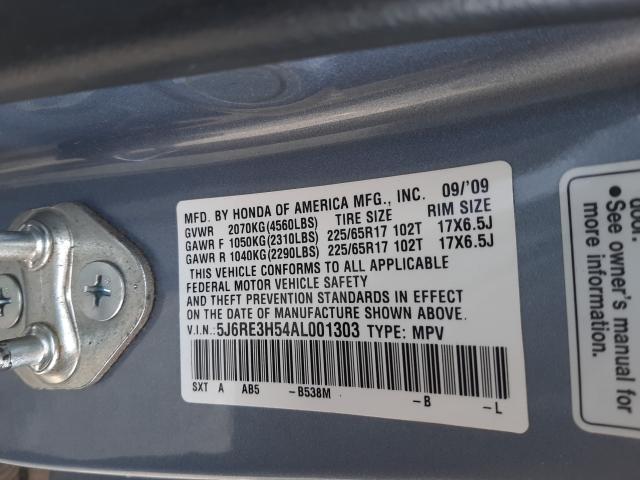 MFD. BY HONDA OF AMERICA MFG., INC. 09/'09
GVWR 2070KG(4560LBS) TIRE SIZE RIM SIZE
GAWR F 1050KG(2310LBS) 225/65R17 102T 17X6.5J
GAWR R 1040KG(2290LBS) 225/65R17 102T 17X6.5J
THIS VEHICLE CONFORMS TO ALL APPLICABLE
FEDERAL MOTOR VEHICLE SAFETY
AND THEFT PREVENTION STANDARDS IN EFFECT
ON THE DATE OF MANUFACTURE SHOWN ABOVE.
V.I.N.: 5J6RE3H54AL001303 TYPE: MPV
SXT A AB5 -B538M -B -L
door.
● See owner's
manual for
more
information.